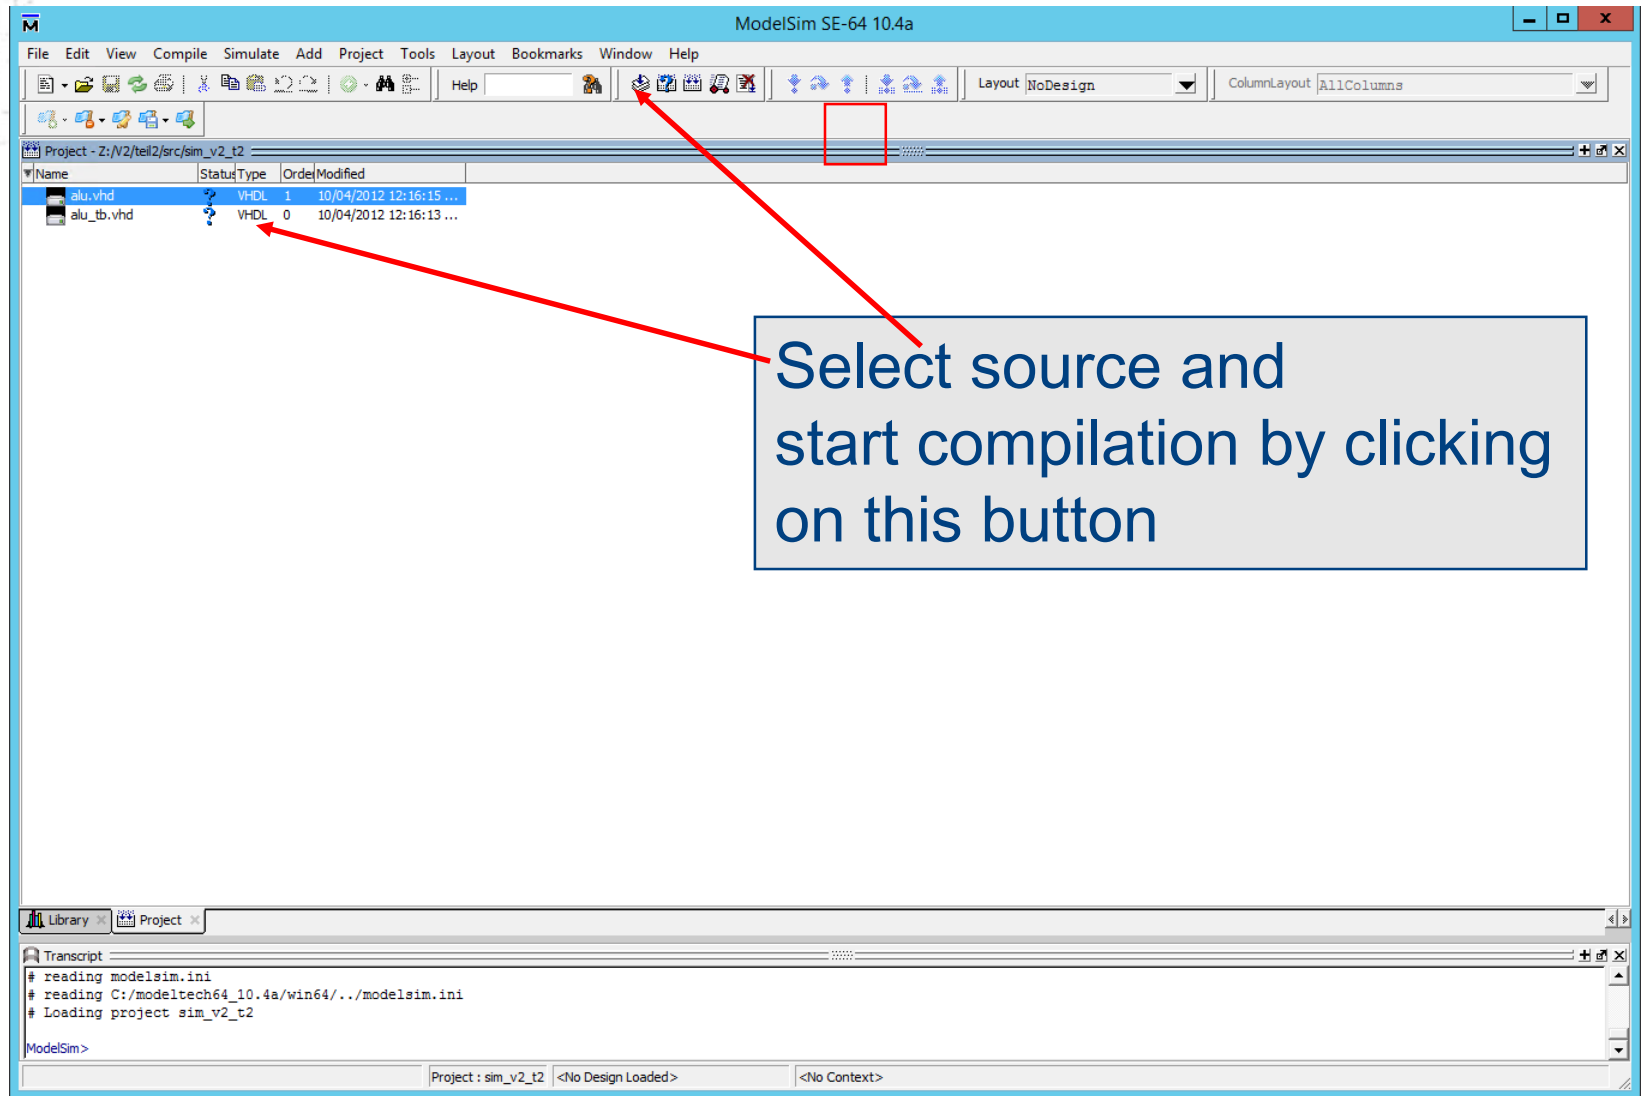 ModelSim SE-64 10.4a
File Edit View Compile Simulate Add Project Tools Layout Bookmarks Window Help
Help Layout NoDesign ColumnLayout AllColumns
Project - Z:/V2/teil2/src/sim_v2_t2
Name Status Type Order Modified
alu.vhd VHDL 1 10/04/2012 12:16:15 ...
alu_tb.vhd VHDL 0 10/04/2012 12:16:13 ...
Select source and
start compilation by clicking
on this button
Library Project
Transcript
# reading modelsim.ini
# reading C:/modeltech64_10.4a/win64/../modelsim.ini
# Loading project sim_v2_t2
ModelSim>
Project : sim_v2_t2 <No Design Loaded> <No Context>